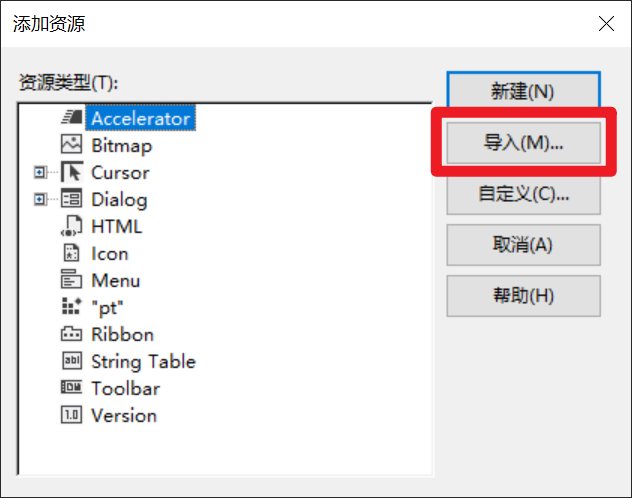 添加资源
资源类型(T):
Accelerator
Bitmap
Cursor
Dialog
HTML
Icon
Menu
"pt"
Ribbon
String Table
Toolbar
Version
新建(N)
导入(M)...
自定义(C)...
取消(A)
帮助(H)